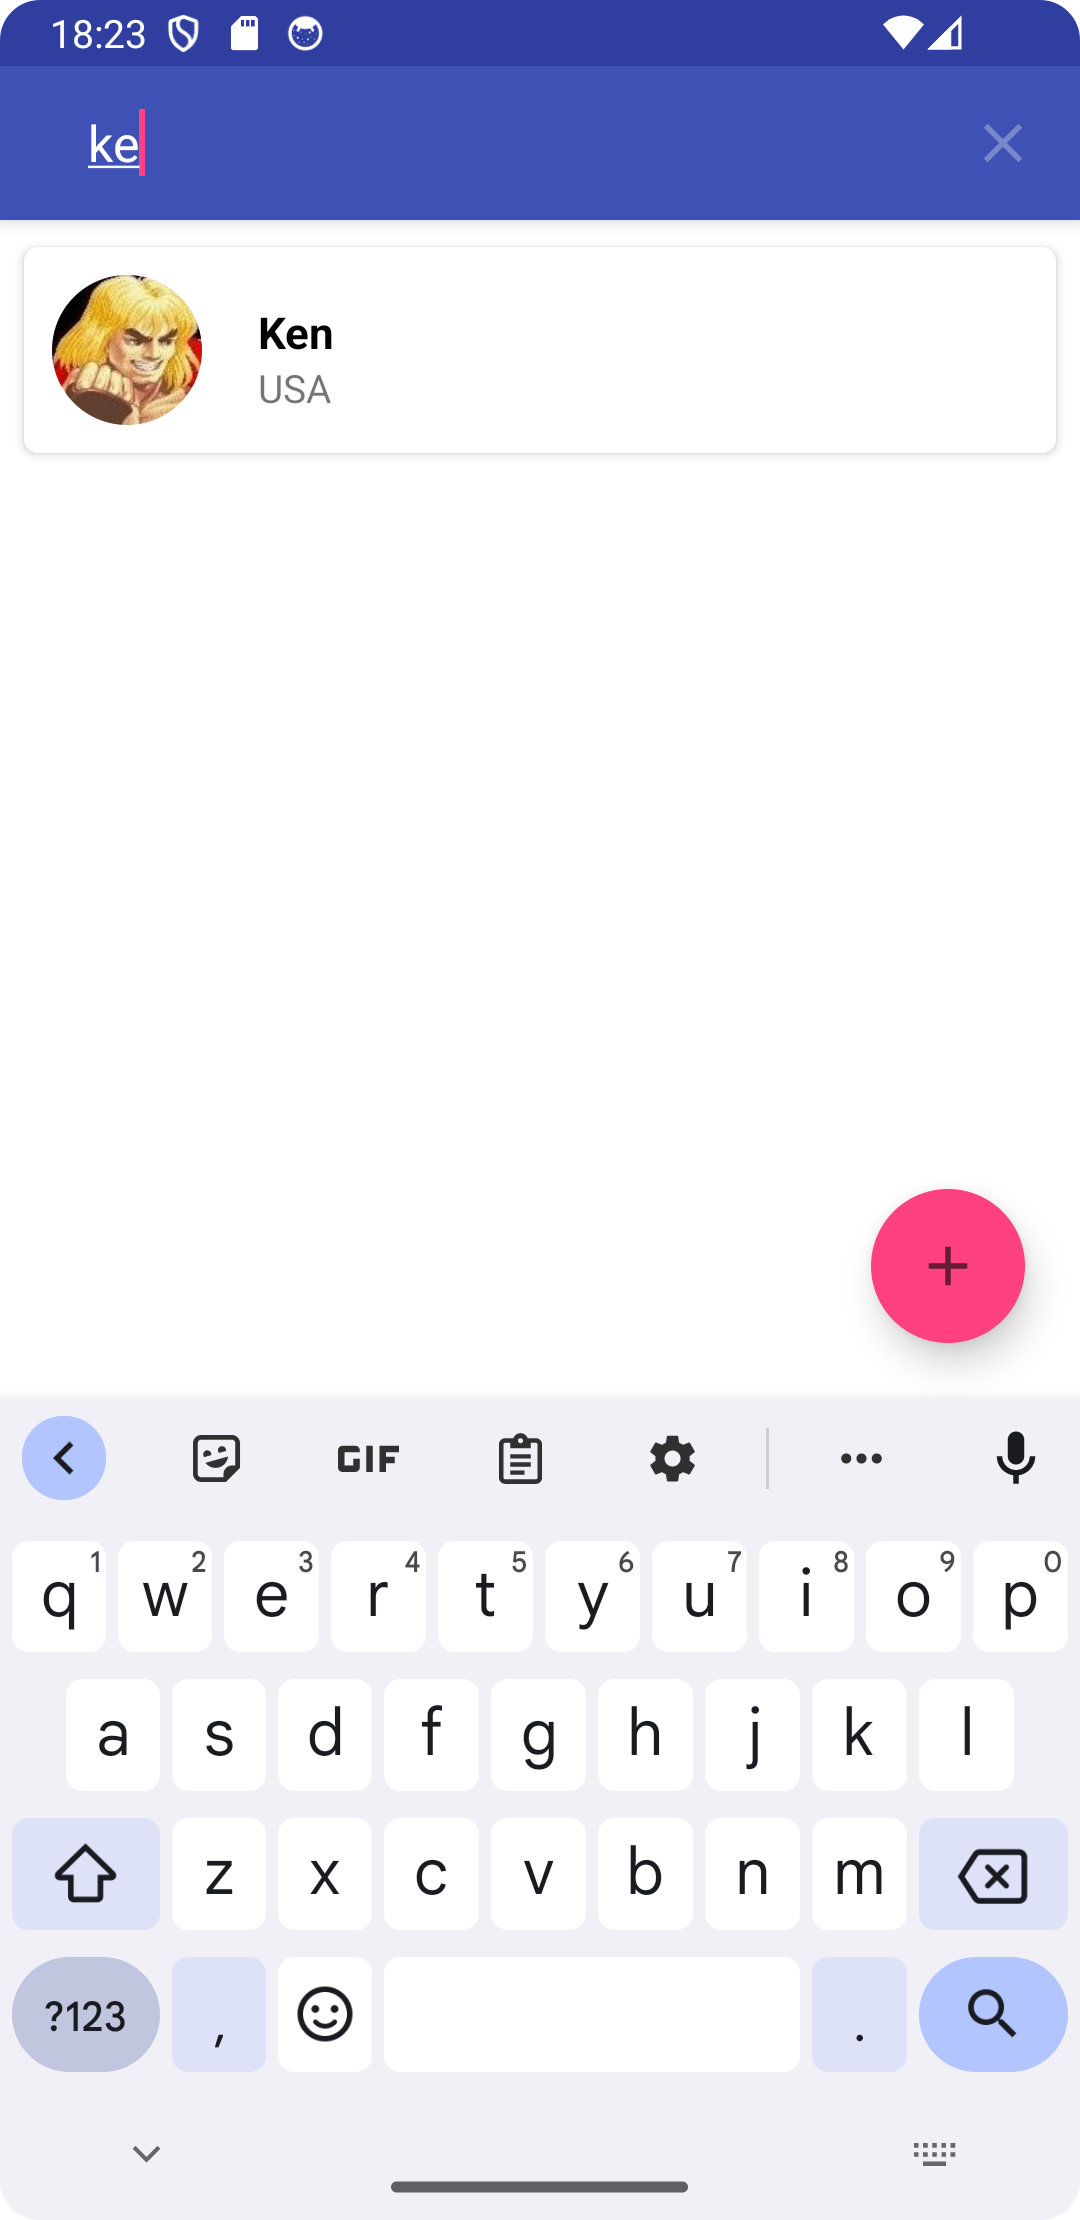 18:23
ke
Ken
USA
GIF
q 1 w 2 e 3 r 4 t 5 y 6 u 7 i 8 o 9 p 0
a s d f g h j k l
z x c v b n m
?123 , .